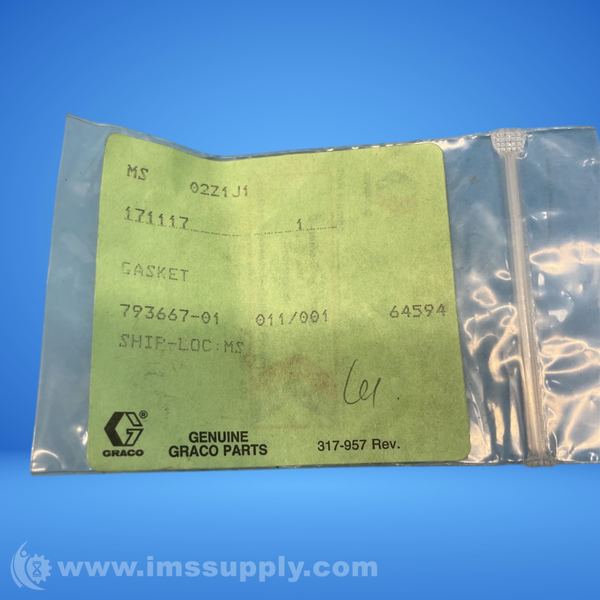 MS 02Z1J1
171117 1
GASKET
793667-01 011/001 64594
SHIP-LOC:MS
GRACO ®
GENUINE
GRACO PARTS
317-957 Rev.
www.imssupply.com